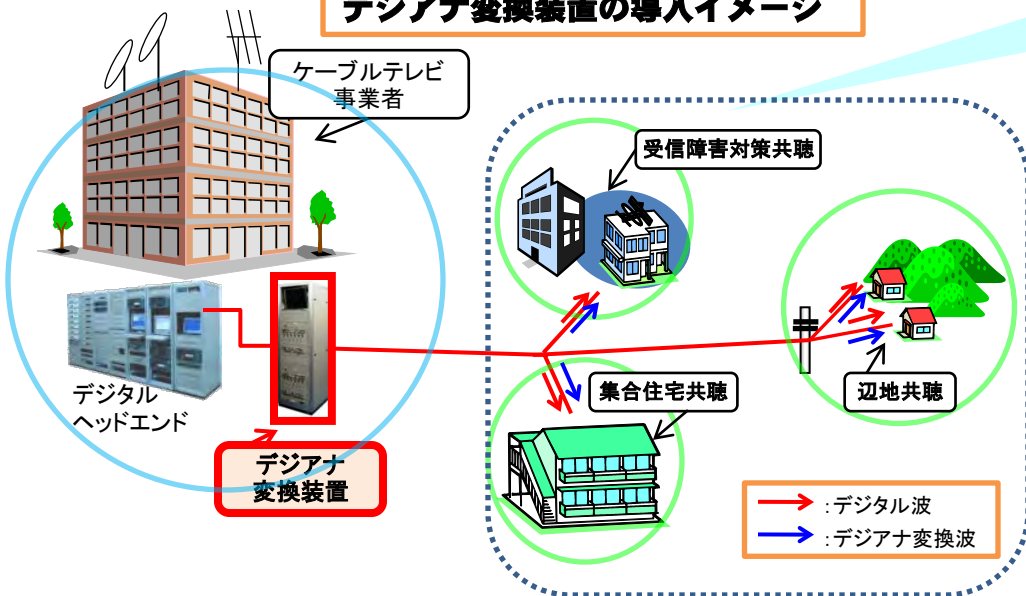 デジアナ変換装置の導入イメージ
ケーブルテレビ
事業者
受信障害対策共聴
デジタル
ヘッドエンド
デジアナ
変換装置
集合住宅共聴
辺地共聴
:デジタル波
:デジアナ変換波